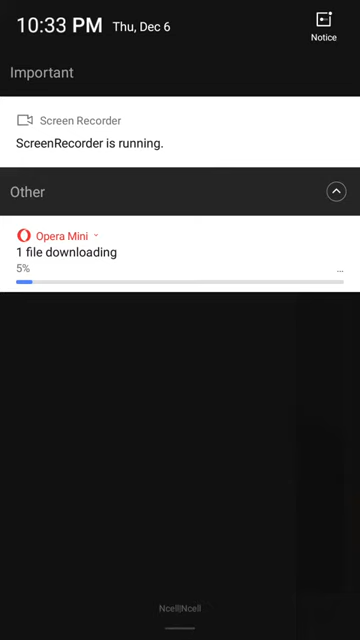 10:33 PM Thu, Dec 6
Notice
Important
Screen Recorder
ScreenRecorder is running.
Other
Opera Mini
1 file downloading
5% ...
Ncell|Ncell